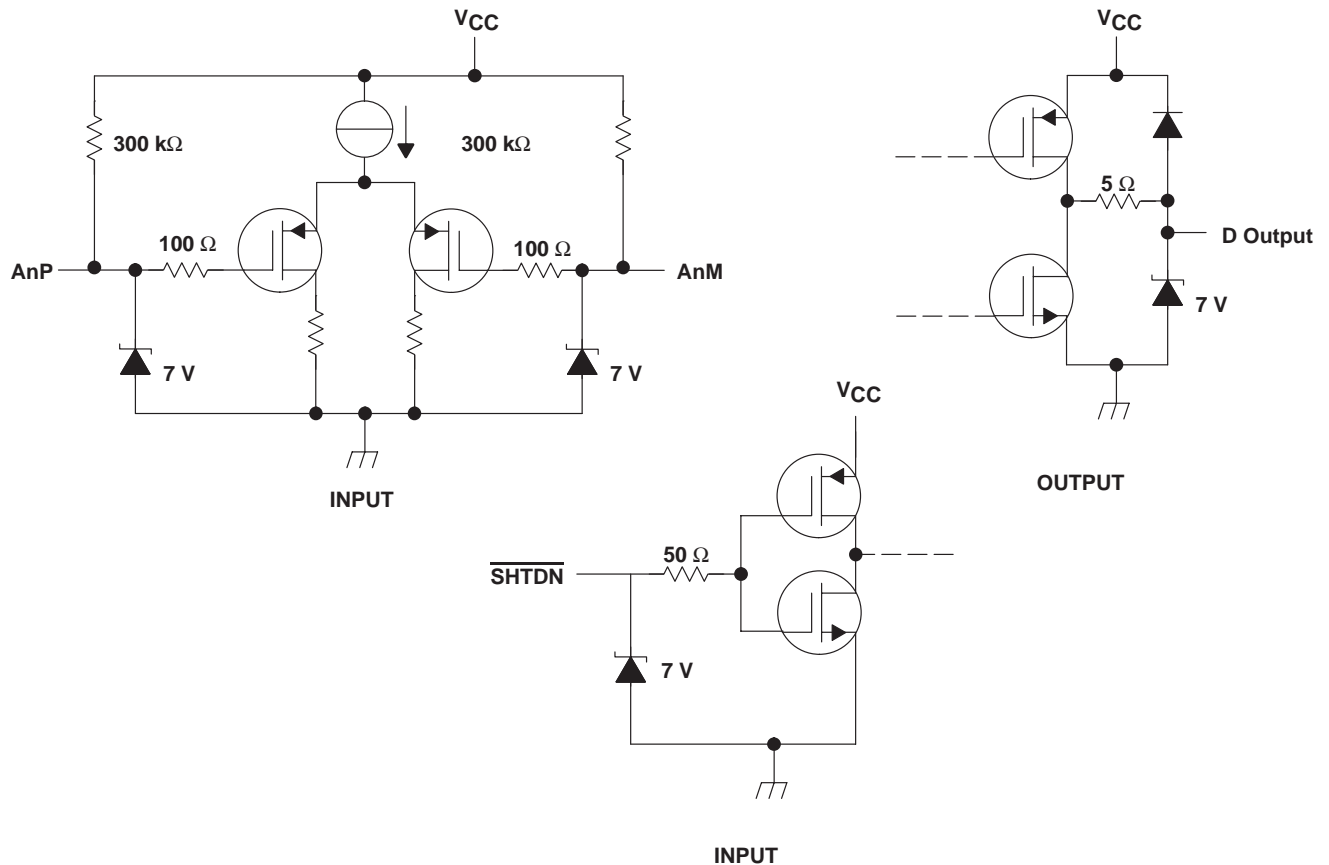 VCC
300 kΩ
300 kΩ
100 Ω
100 Ω
AnP
AnM
7 V
7 V
INPUT
VCC
5 Ω
D Output
7 V
OUTPUT
VCC
SHTDN
50 Ω
7 V
INPUT